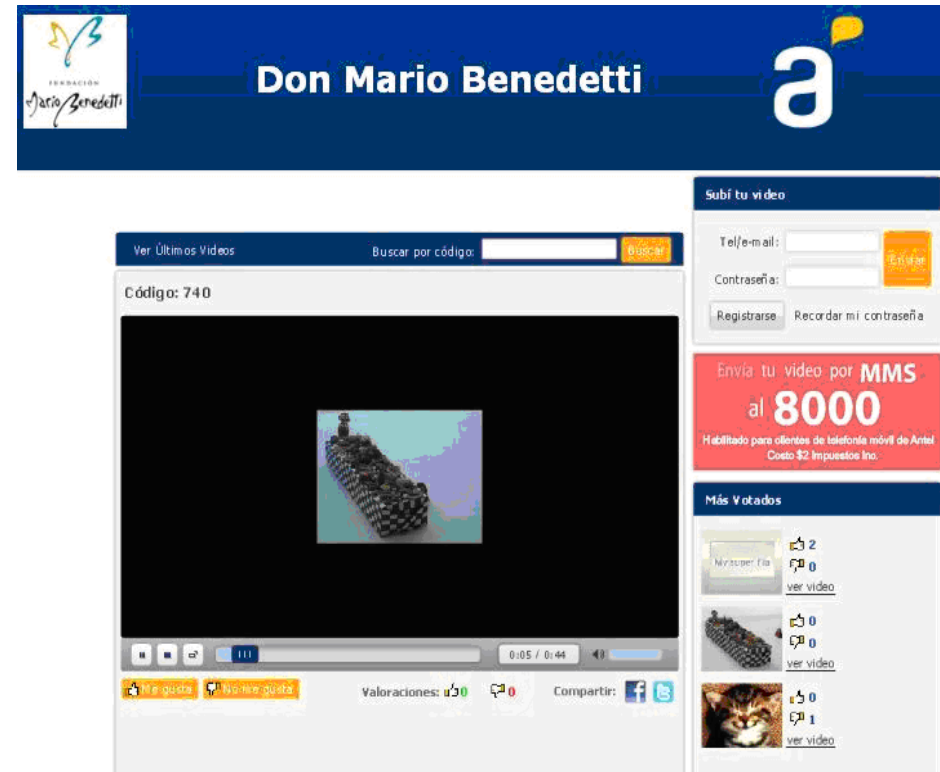 FUNDACIÓN
Mario Benedetti
Don Mario Benedetti
a
Subí tu video
Tel/e-mail:
Enviar
Contraseña:
Registrarse Recordar mi contraseña
Ver Últimos Videos Buscar por código: Buscar
Código: 740
Envía tu video por MMS
al 8000
Habilitado para clientes de telefonía móvil de Antel
Costo $2 Impuestos Inc.
Más Votados
2
My super
0
ver video
0
0
ver video
0
1
ver video
0:05 / 0:44
Me gusta No me gusta Valoraciones: 0 0 Compartir: f